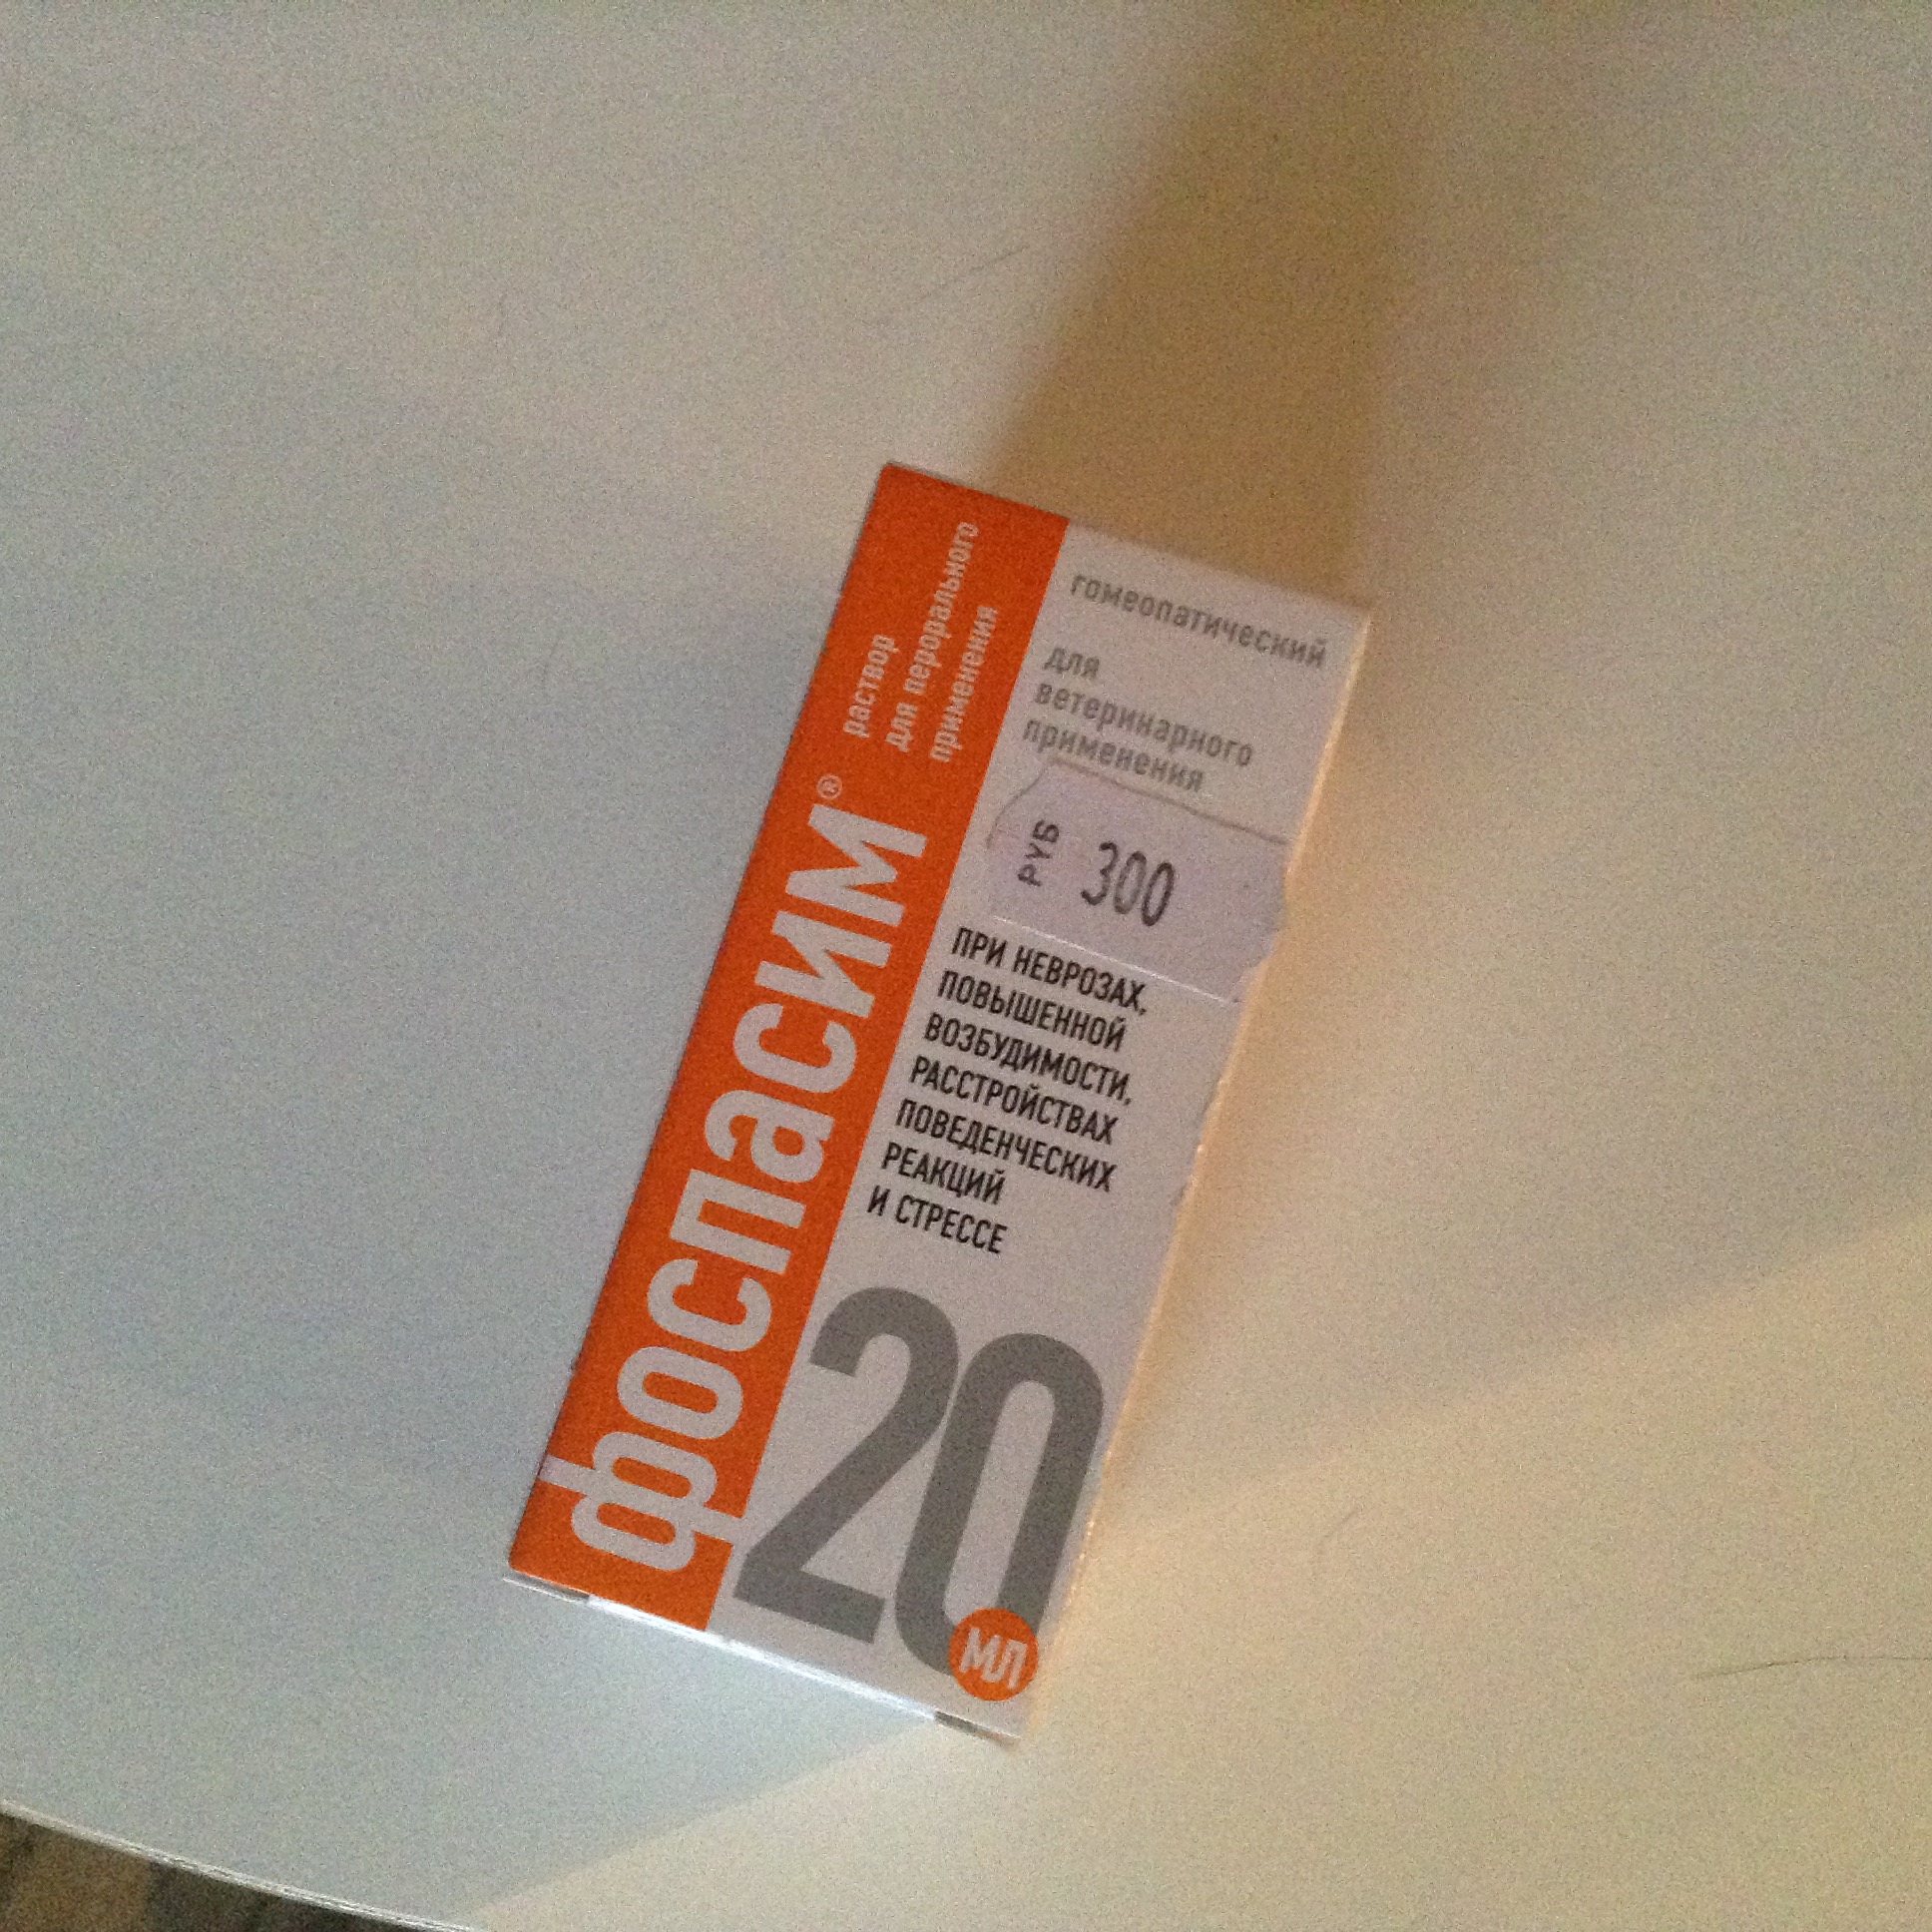 фоспасим®
раствор
для перорального
применения
гомеопатический
для
ветеринарного
применения
РУБ 300
ПРИ НЕВРОЗАХ,
ПОВЫШЕННОЙ
ВОЗБУДИМОСТИ,
РАССТРОЙСТВАХ
ПОВЕДЕНЧЕСКИХ
РЕАКЦИЙ
И СТРЕССЕ
20
МЛ